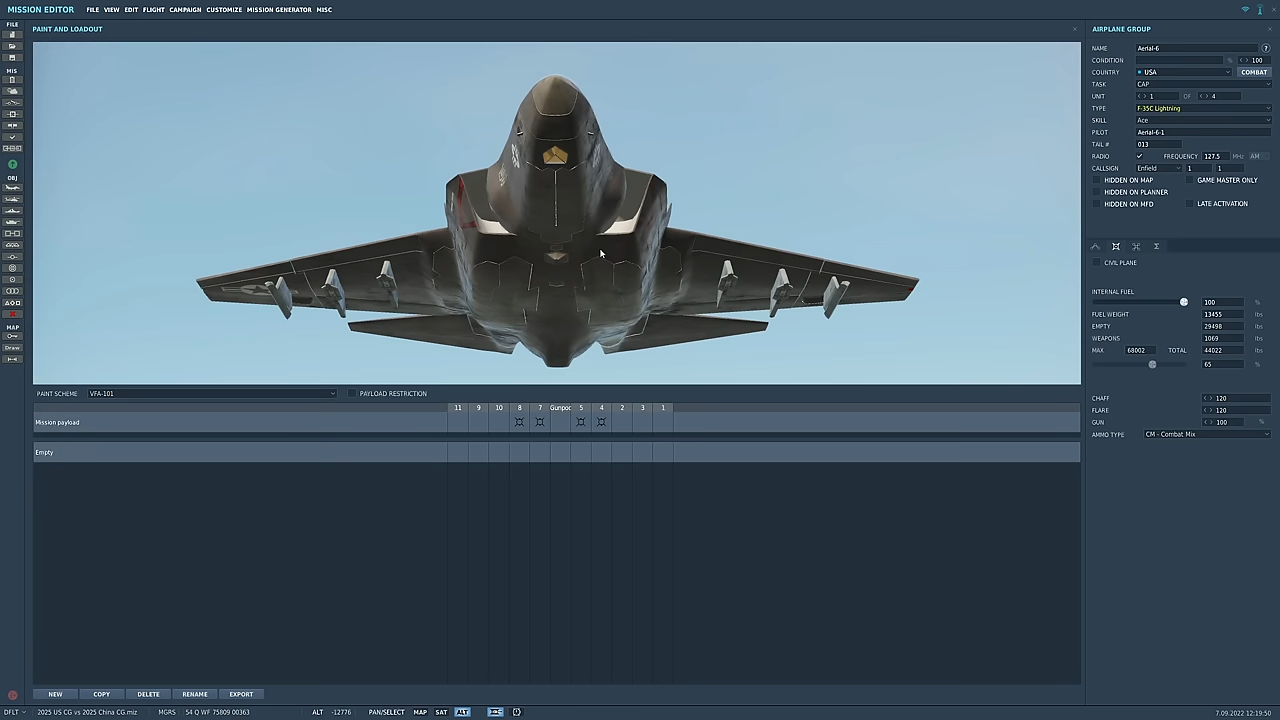 MISSION EDITOR FILE VIEW EDIT FLIGHT CAMPAIGN CUSTOMIZE MISSION GENERATOR MISC
FILE
MIS
OBJ
MAP
Draw
PAINT AND LOADOUT
PAINT SCHEME VFA-101 PAYLOAD RESTRICTION
11 9 10 8 7 Gunpod 5 4 2 3 1
Mission payload
Empty
NEW COPY DELETE RENAME EXPORT
AIRPLANE GROUP
NAME Aerial-6 ?
CONDITION % 100
COUNTRY USA COMBAT
TASK CAP
UNIT 1 OF 4
TYPE F-35C Lightning
SKILL Ace
PILOT Aerial-6-1
TAIL # 013
RADIO FREQUENCY 127.5 MHz AM
CALLSIGN Enfield 1 1
HIDDEN ON MAP GAME MASTER ONLY
HIDDEN ON PLANNER
HIDDEN ON MFD LATE ACTIVATION
CIVIL PLANE
INTERNAL FUEL
100 %
FUEL WEIGHT 13455 lbs
EMPTY 29498 lbs
WEAPONS 1069 lbs
MAX 68002 TOTAL 44022 lbs
65 %
CHAFF 120
FLARE 120
GUN 100 %
AMMO TYPE CM - Combat Mix
DFLT 2025 US CG vs 2025 China CG.miz MGRS 54 Q WF 75809 00363 ALT -12776 PAN/SELECT MAP SAT ALT 7.09.2022 12:19:50